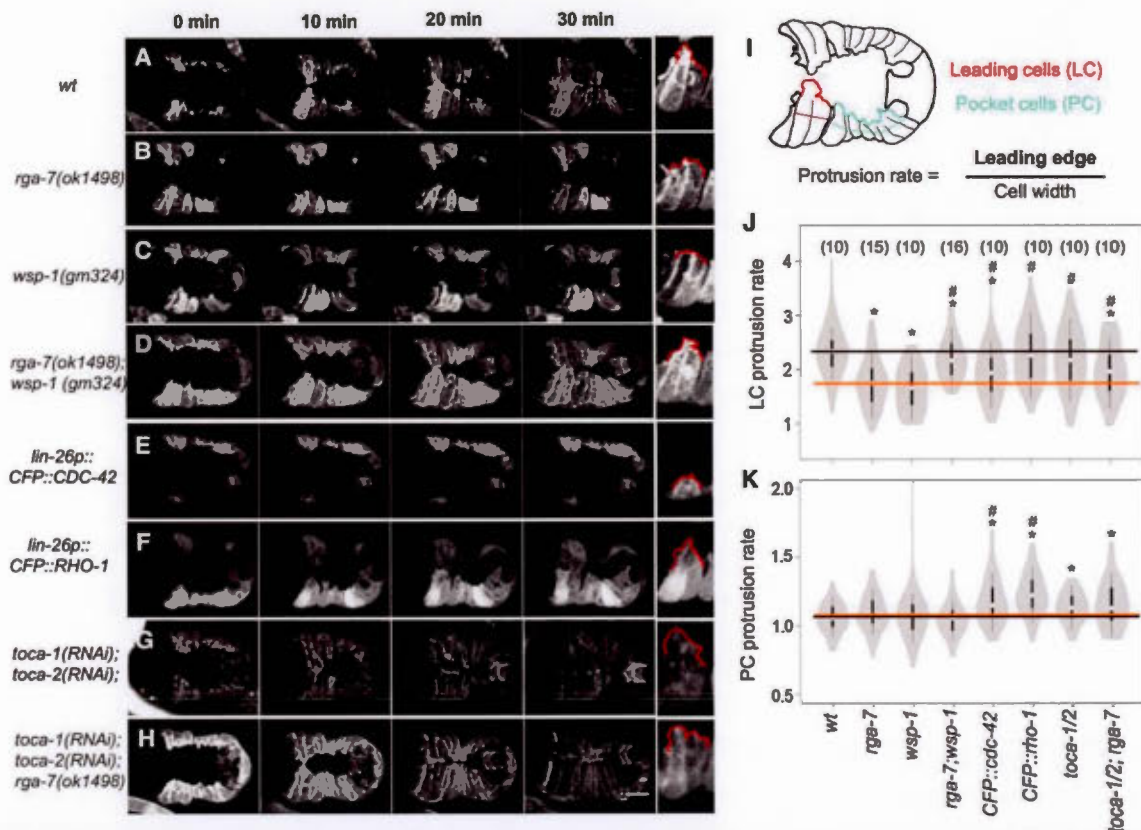 0 min 10 min 20 min 30 min
A
wt
B
rga-7(ok1498)
C
wsp-1(gm324)
D
rga-7(ok1498);
wsp-1 (gm324)
E
lin-26p::
CFP::CDC-42
F
lin-26p::
CFP::RHO-1
G
toca-1(RNAi);
toca-2(RNAi);
H
toca-1(RNAi);
toca-2(RNAi);
rga-7(ok1498)
I
Leading cells (LC)
Pocket cells (PC)
Protrusion rate =
Leading edge
Cell width
J
(10) (15) (10) (16) (10) (10) (10) (10)
* * # * # * # # # *
LC protrusion rate
4
3
2
1
K
# * # * * *
PC protrusion rate
2.0
1.5
1.0
0.5
wt
rga-7
wsp-1
rga-7;wsp-1
CFP::cdc-42
CFP::rho-1
toca-1/2
toca-1/2; rga-7